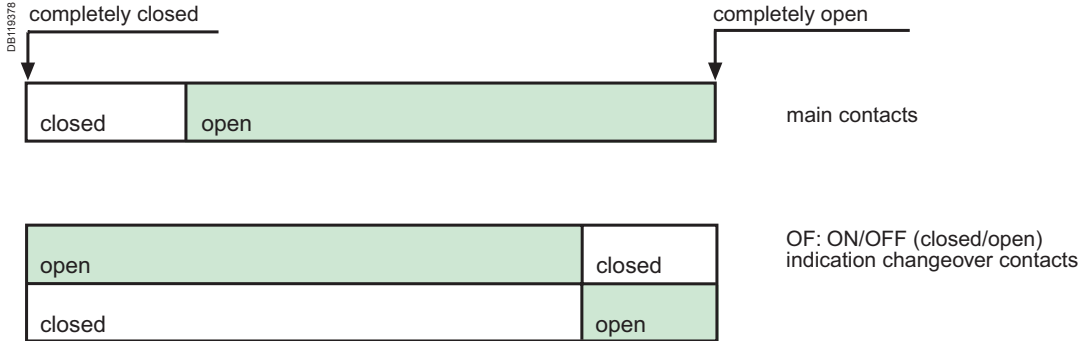 DB119378
completely closed
completely open
closed
open
main contacts
open
closed
OF: ON/OFF (closed/open)
indication changeover contacts
closed
open